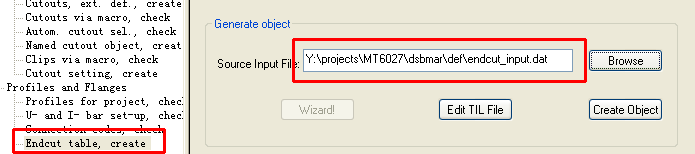 Cutouts, ext. def., create
Cutouts via macro, check
Autom. cutout sel., check
Named cutout object, creat
Clips via macro, check
Cutout setting, create
Profiles and Flanges
Profiles for project, chec
U- and I- bar set-up, chec
Connection codes, check
Endcut table, create
Generate object
Source Input File: Y:\projects\MT6027\dsbmar\def\endcut_input.dat Browse
Wizard! Edit TIL File Create Object